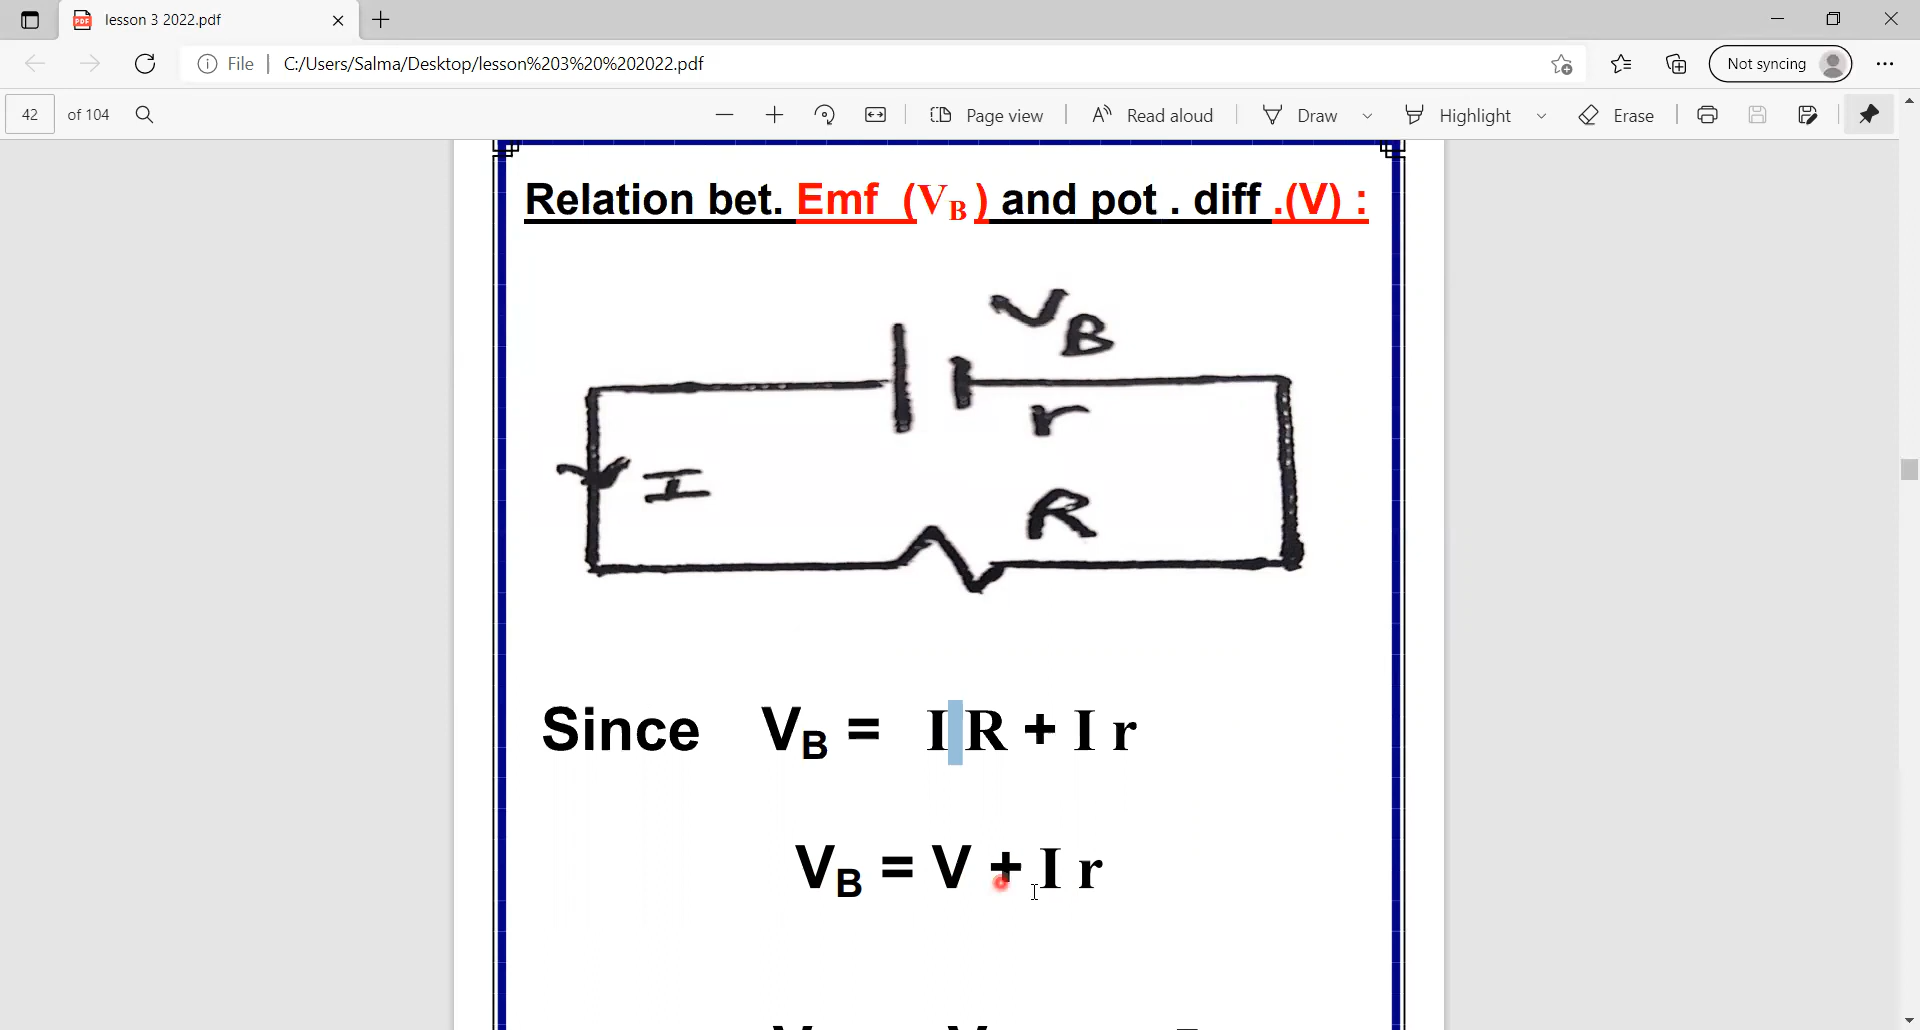 lesson 3 2022.pdf
File
C:/Users/Salma/Desktop/lesson%203%20%202022.pdf
Not syncing
42 of 104
Page view
Read aloud
Draw
Highlight
Erase
Relation bet. Emf (VB) and pot . diff .(V) :
VB
r
I
R
Since VB = I R + I r
VB = V + I r